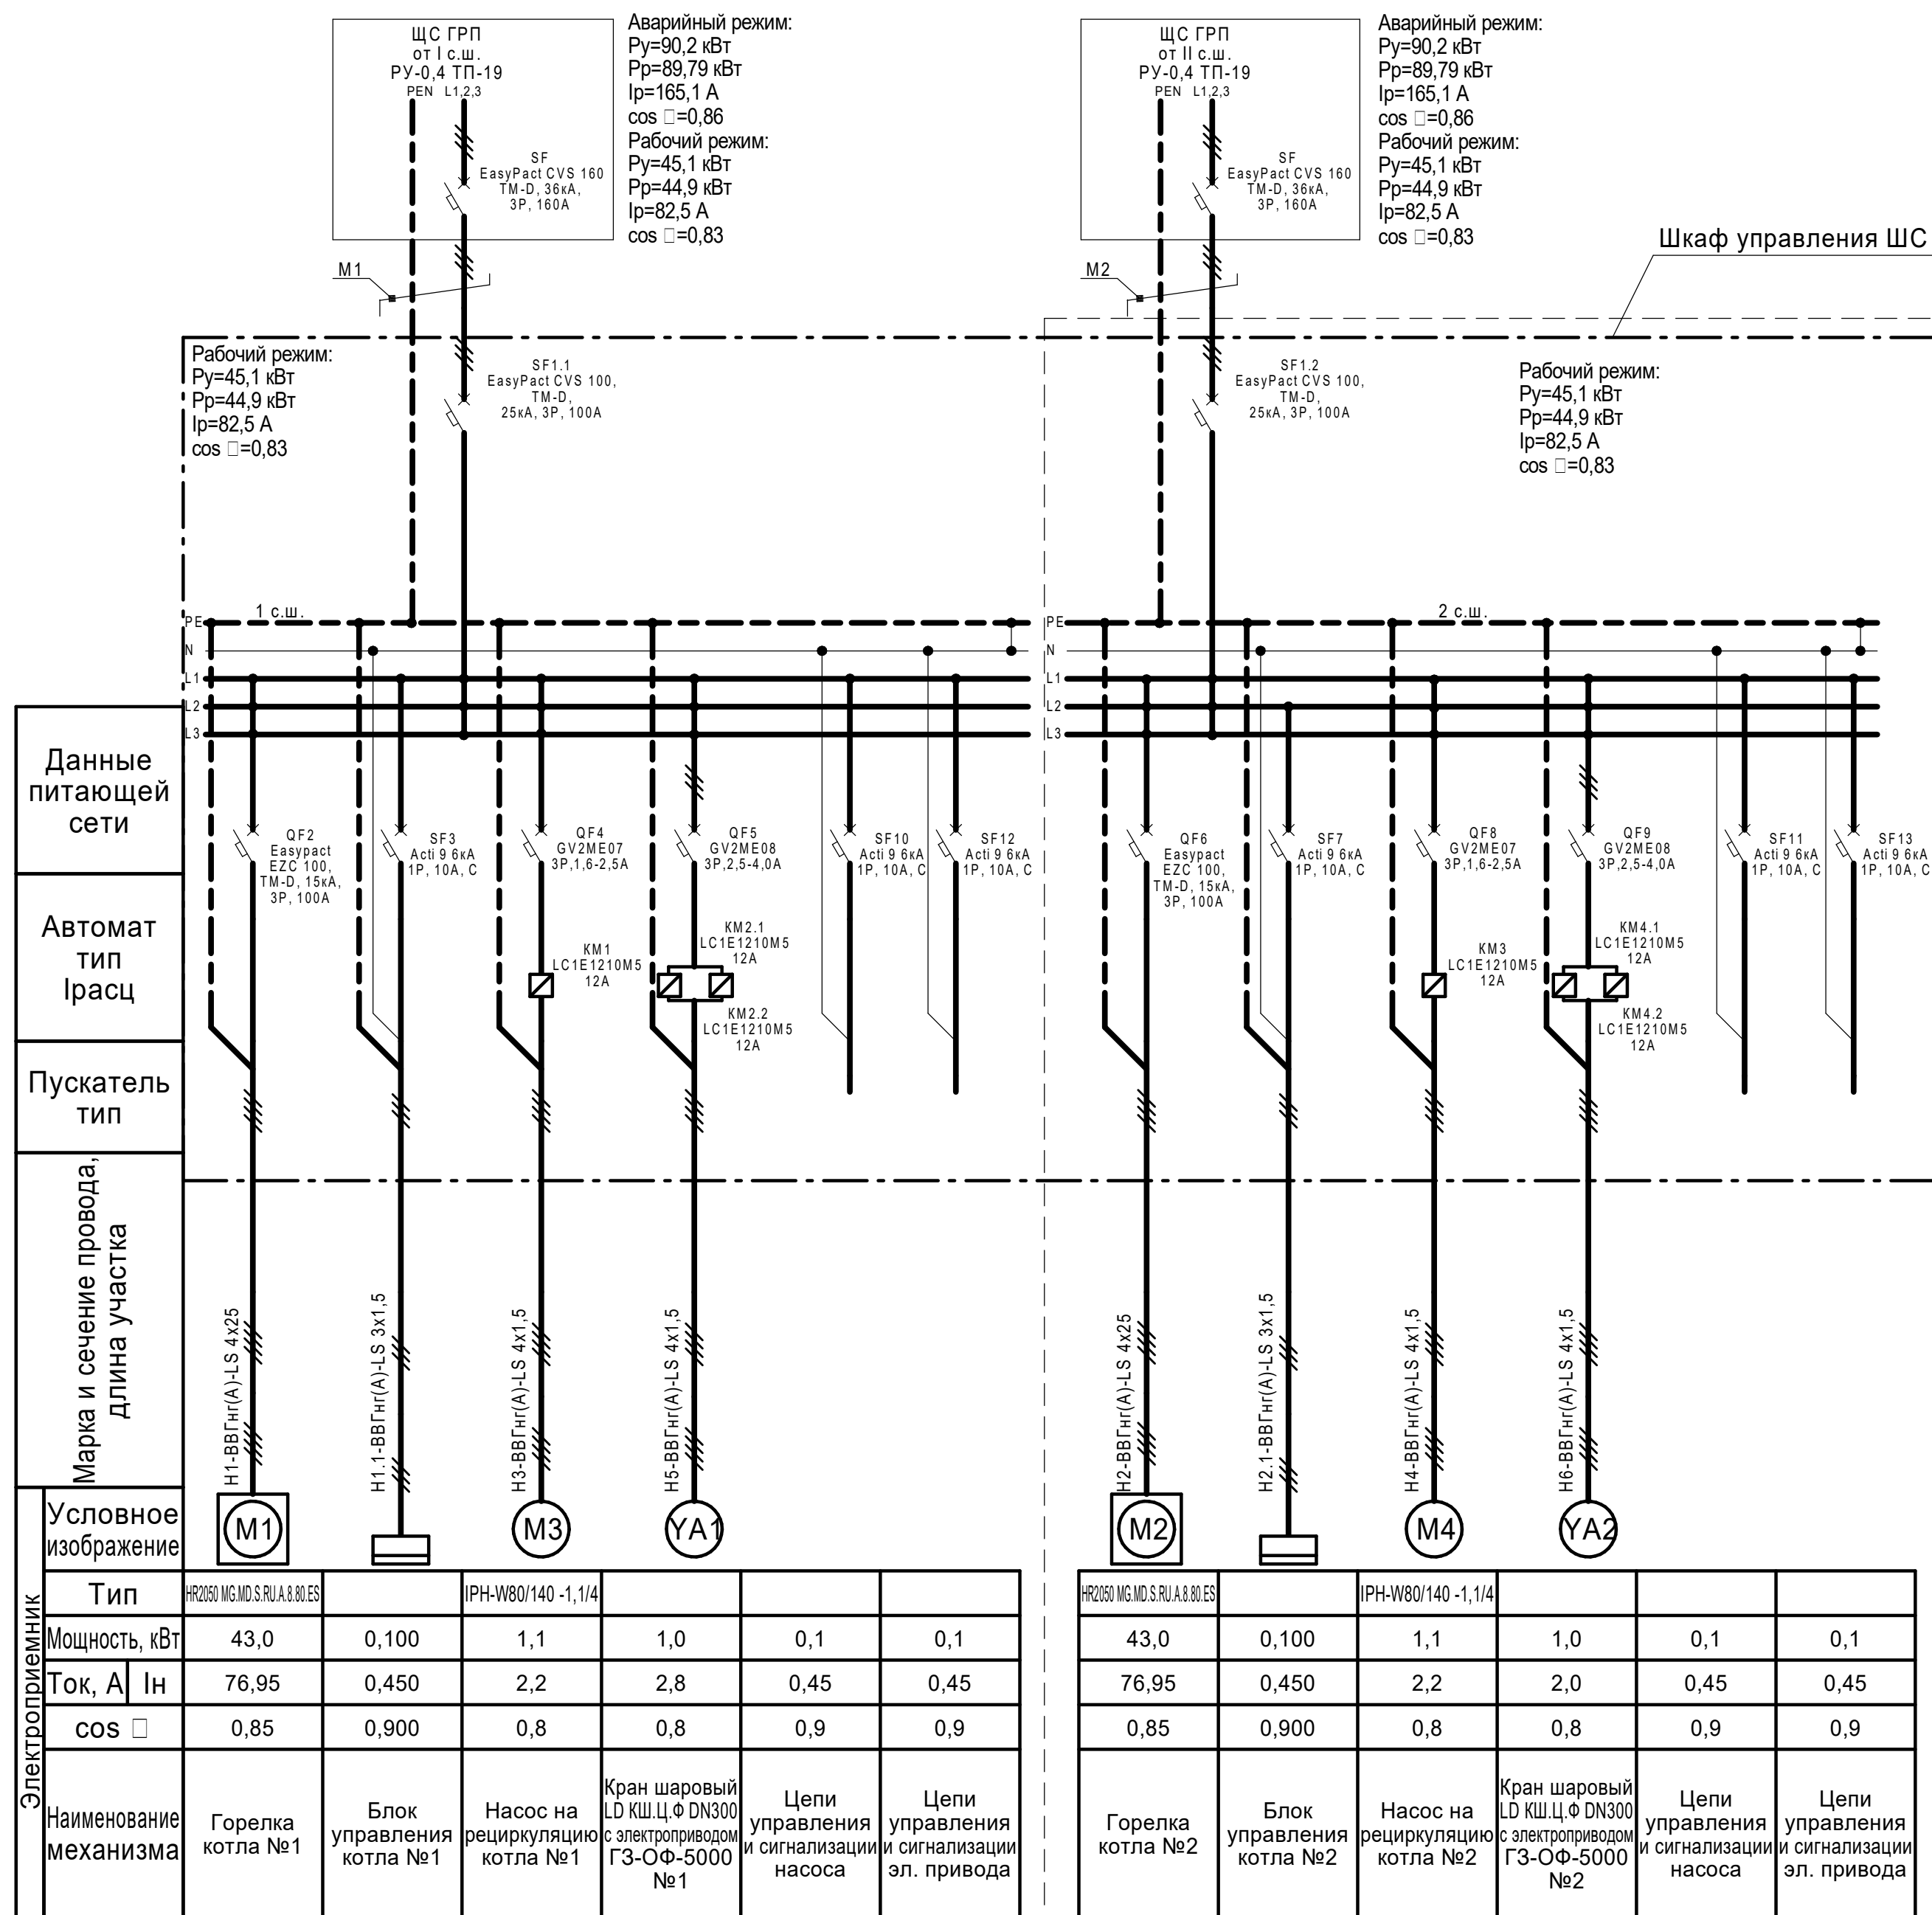 ЩС ГРП
от I с.ш.
РУ-0,4 ТП-19
PEN L1,2,3
SF
EasyPact CVS 160
TM-D, 36кА,
3P, 160A
Аварийный режим:
Ру=90,2 кВт
Рр=89,79 кВт
Iр=165,1 А
cos □=0,86
Рабочий режим:
Ру=45,1 кВт
Рр=44,9 кВт
Iр=82,5 А
cos □=0,83
М1
ЩС ГРП
от II с.ш.
РУ-0,4 ТП-19
PEN L1,2,3
SF
EasyPact CVS 160
TM-D, 36кА,
3P, 160A
Аварийный режим:
Ру=90,2 кВт
Рр=89,79 кВт
Iр=165,1 А
cos □=0,86
Рабочий режим:
Ру=45,1 кВт
Рр=44,9 кВт
Iр=82,5 А
cos □=0,83
М2
Шкаф управления ШС
Рабочий режим:
Ру=45,1 кВт
Рр=44,9 кВт
Iр=82,5 А
cos □=0,83
SF1.1
EasyPact CVS 100,
TM-D,
25кА, 3P, 100A
SF1.2
EasyPact CVS 100,
TM-D,
25кА, 3P, 100A
Рабочий режим:
Ру=45,1 кВт
Рр=44,9 кВт
Iр=82,5 А
cos □=0,83
1 с.ш.
PE
N
L1
L2
L3
2 с.ш.
PE
N
L1
L2
L3
Данные
питающей
сети
Автомат
тип
Iрасц
Пускатель
тип
Марка и сечение провода,
длина участка
QF2
Easypact
EZC 100,
TM-D, 15кА,
3P, 100A
SF3
Acti 9 6кА
1P, 10A, C
QF4
GV2ME07
3P,1,6-2,5A
QF5
GV2ME08
3P,2,5-4,0A
SF10
Acti 9 6кА
1P, 10A, C
SF12
Acti 9 6кА
1P, 10A, C
QF6
Easypact
EZC 100,
TM-D, 15кА,
3P, 100A
SF7
Acti 9 6кА
1P, 10A, C
QF8
GV2ME07
3P,1,6-2,5A
QF9
GV2ME08
3P,2,5-4,0A
SF11
Acti 9 6кА
1P, 10A, C
SF13
Acti 9 6кА
1P, 10A, C
КМ1
LC1E1210M5
12A
КМ2.1
LC1E1210M5
12A
КМ2.2
LC1E1210M5
12A
КМ3
LC1E1210M5
12A
КМ4.1
LC1E1210M5
12A
КМ4.2
LC1E1210M5
12A
Н1-ВВГнг(А)-LS 4х25
Н1.1-ВВГнг(А)-LS 3х1,5
Н3-ВВГнг(А)-LS 4х1,5
Н5-ВВГнг(А)-LS 4х1,5
Н2-ВВГнг(А)-LS 4х25
Н2.1-ВВГнг(А)-LS 3х1,5
Н4-ВВГнг(А)-LS 4х1,5
Н6-ВВГнг(А)-LS 4х1,5
Электроприемник
Условное
изображение
М1
М3
YA1
М2
М4
YA2
Тип
HR2050 MG.MD.S.RU.A.8.80.ES
IPH-W80/140 -1,1/4
HR2050 MG.MD.S.RU.A.8.80.ES
IPH-W80/140 -1,1/4
Мощность, кВт
43,0 0,100 1,1 1,0 0,1 0,1
43,0 0,100 1,1 1,0 0,1 0,1
Ток, А Iн
76,95 0,450 2,2 2,8 0,45 0,45
76,95 0,450 2,2 2,0 0,45 0,45
cos □
0,85 0,900 0,8 0,8 0,9 0,9
0,85 0,900 0,8 0,8 0,9 0,9
Наименование
механизма
Горелка
котла №1
Блок
управления
котла №1
Насос на
рециркуляцию
котла №1
Кран шаровый
LD КШ.Ц.Ф DN300
с электроприводом
ГЗ-ОФ-5000
№1
Цепи
управления
и сигнализации
насоса
Цепи
управления
и сигнализации
эл. привода
Горелка
котла №2
Блок
управления
котла №2
Насос на
рециркуляцию
котла №2
Кран шаровый
LD КШ.Ц.Ф DN300
с электроприводом
ГЗ-ОФ-5000
№2
Цепи
управления
и сигнализации
насоса
Цепи
управления
и сигнализации
эл. привода